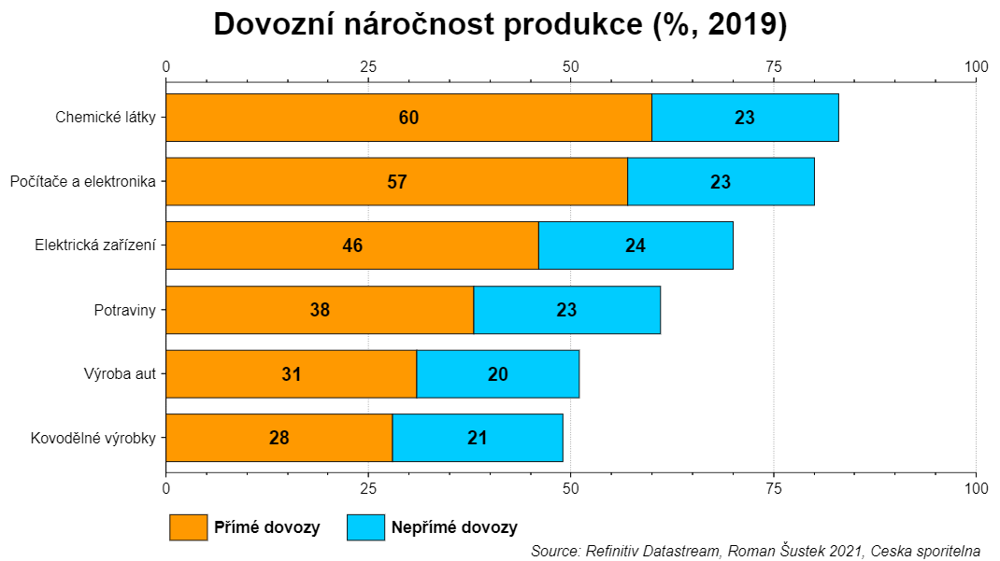 Dovozní náročnost produkce (%, 2019)
0 25 50 75 100
Chemické látky 60 23
Počítače a elektronika 57 23
Elektrická zařízení 46 24
Potraviny 38 23
Výroba aut 31 20
Kovodělné výrobky 28 21
0 25 50 75 100
Přímé dovozy Nepřímé dovozy
Source: Refinitiv Datastream, Roman Šustek 2021, Ceska sporitelna